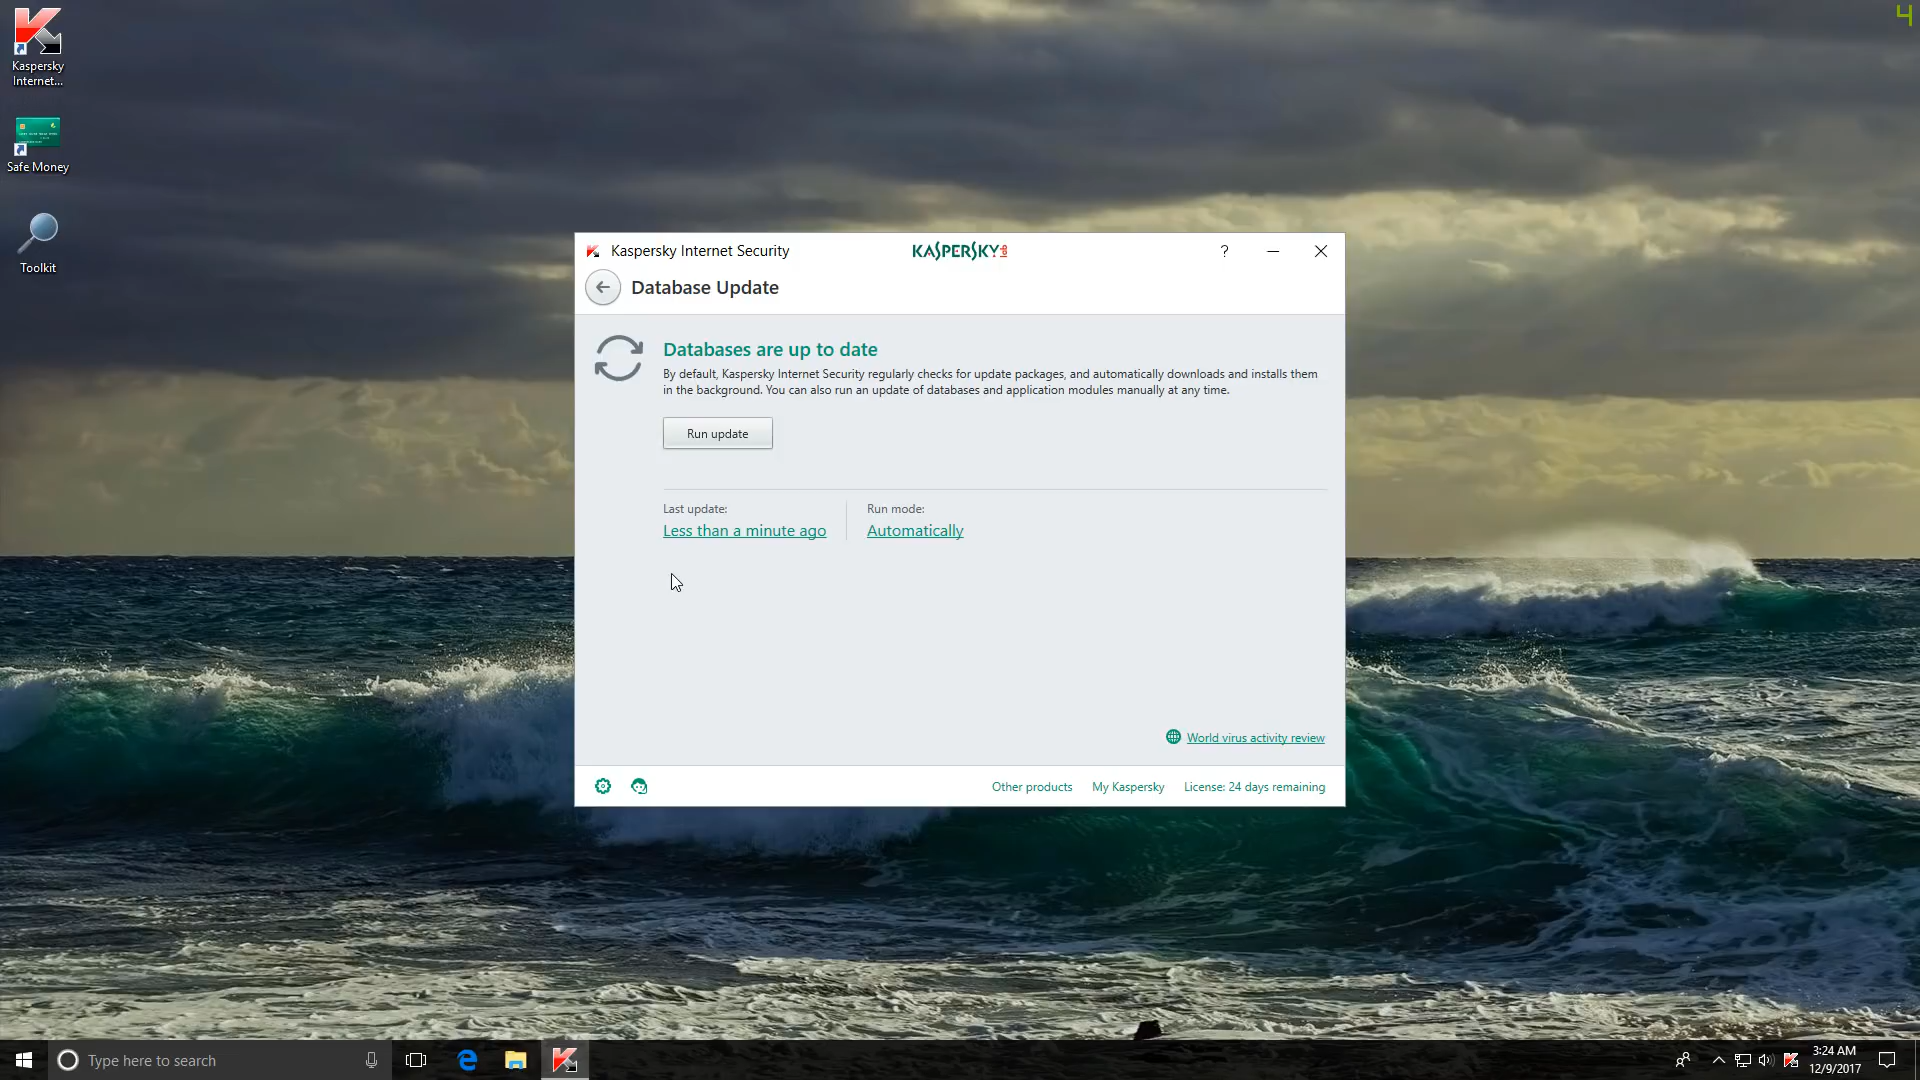 Kaspersky
Internet...
Safe Money
Toolkit
4
Kaspersky Internet Security
KASPERSKY lab
?
Database Update
Databases are up to date
By default, Kaspersky Internet Security regularly checks for update packages, and automatically downloads and installs them
in the background. You can also run an update of databases and application modules manually at any time.
Run update
Last update:
Less than a minute ago
Run mode:
Automatically
World virus activity review
Other products
My Kaspersky
License: 24 days remaining
Type here to search
3:24 AM
12/9/2017